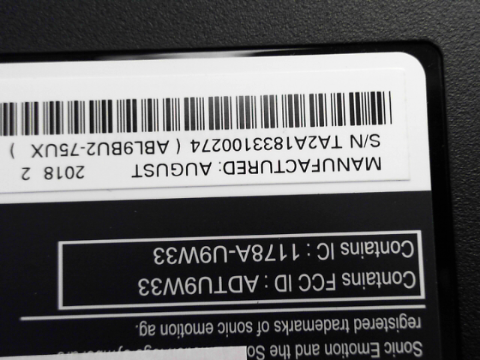 Sonic Emotion and the So
registered trademarks of sonic emotion ag.
Contains FCC ID : ADTU9W33
Contains IC : 1178A-U9W33
MANUFACTURED: AUGUST 2018 2
S/N TA2A1833100274 ( ABL9BU2-75UX )